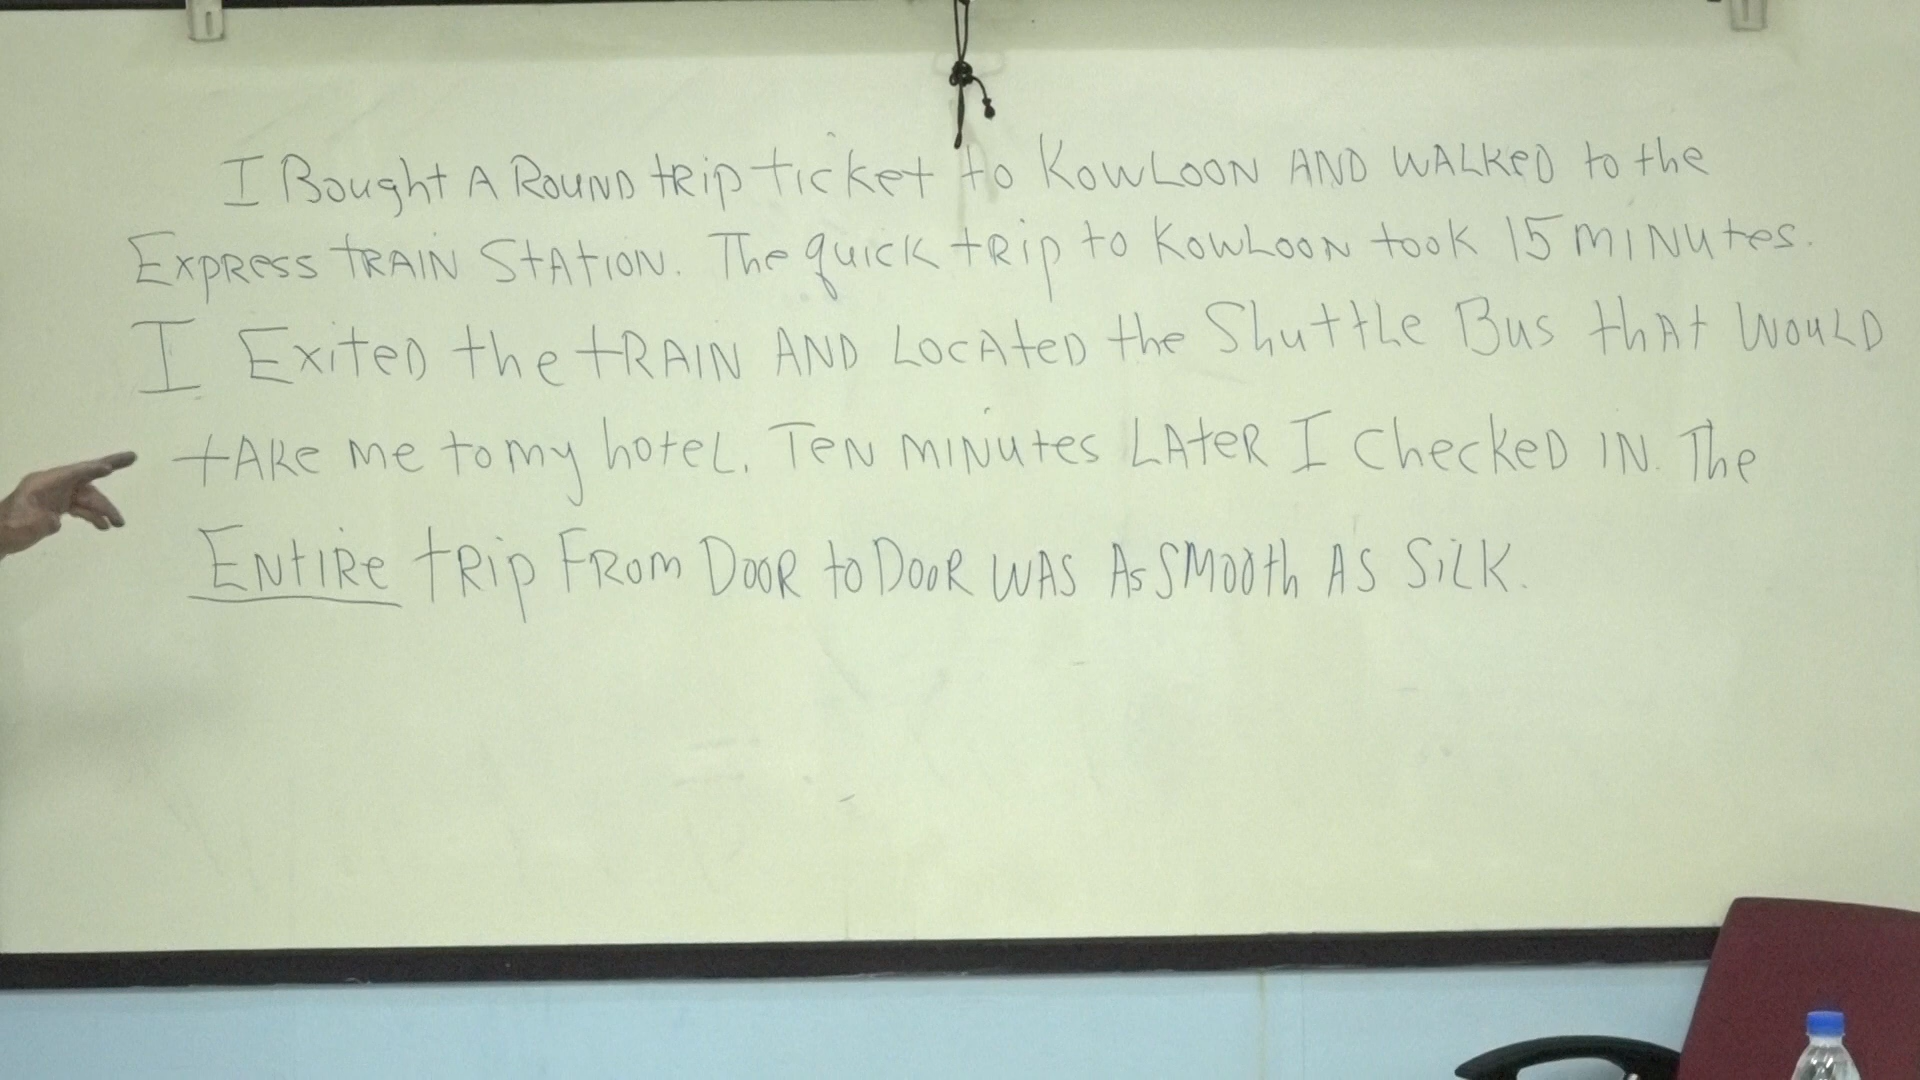 I Bought A ROUND tRip ticket to KOWLOON AND WALKeD to the
ExpRess tRAIN StAtION. The quick tRip to KOWLOON took 15 MINutes.
I ExiteD the tRAIN AND LOCAteD the Shuttle Bus thAt WOuLD
tAke me to my hoteL. TeN MINutes LAteR I CheckeD IN. The
ENtIRe tRip FROM DOOR to DOOR WAS As SMOOth AS SiLK.